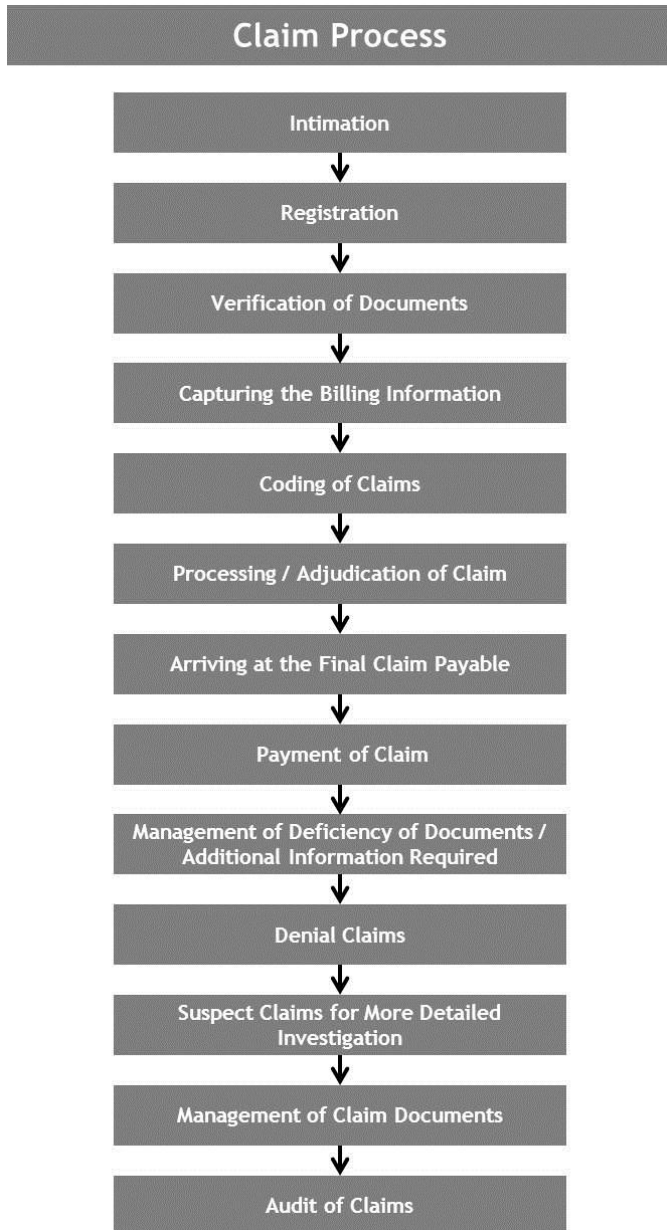 Claim Process
Intimation
Registration
Verification of Documents
Capturing the Billing Information
Coding of Claims
Processing / Adjudication of Claim
Arriving at the Final Claim Payable
Payment of Claim
Management of Deficiency of Documents /
Additional Information Required
Denial Claims
Suspect Claims for More Detailed
Investigation
Management of Claim Documents
Audit of Claims